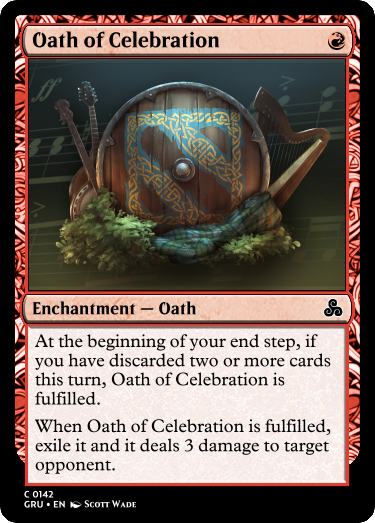 Oath of Celebration
Enchantment — Oath
At the beginning of your end step, if
you have discarded two or more cards
this turn, Oath of Celebration is
fulfilled.
When Oath of Celebration is fulfilled,
exile it and it deals 3 damage to target
opponent.
C 0142
GRU • EN Scott Wade